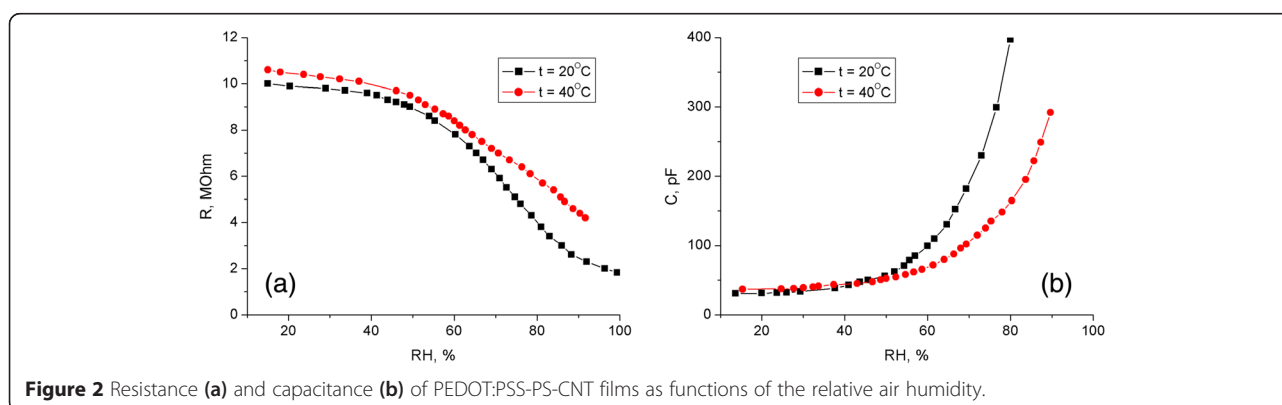 12
10
8
6
4
2
0
R, MOhm
20
40
60
80
100
RH, %
t = 20°C
t = 40°C
(a)
400
300
200
100
0
C, pF
20
40
60
80
100
RH, %
t = 20°C
t = 40°C
(b)
Figure 2 Resistance (a) and capacitance (b) of PEDOT:PSS-PS-CNT films as functions of the relative air humidity.